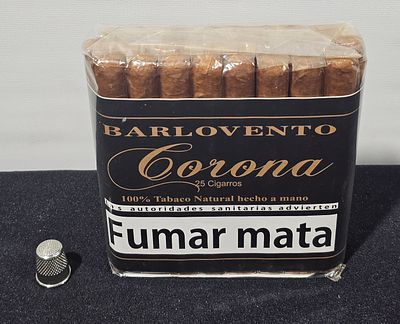 BARLOVENTO
Corona
25 Cigarros
100% Tabaco Natural hecho a mano
autoridades sanitarias advierten
Fumar mata